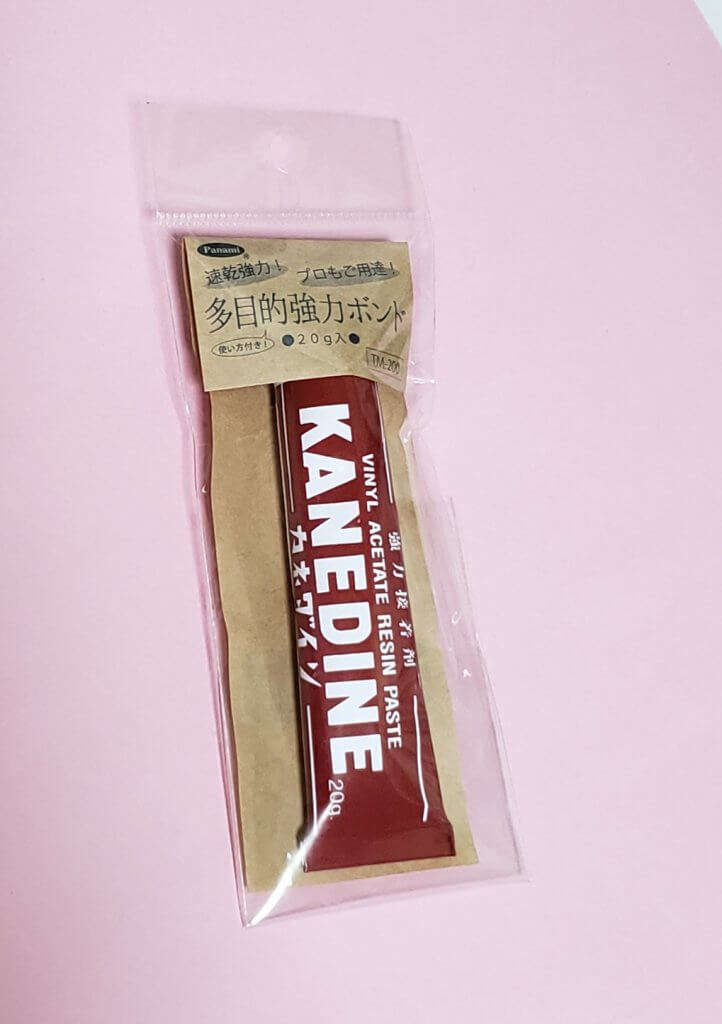 Panami®
速乾強力！ プロもご用達！
多目的強力ボンド
使い方付き！ ●20g入●
TM-200
KANEDINE
VINYL ACETATE RESIN PASTE
強力接着剤
カネダイン
20g.